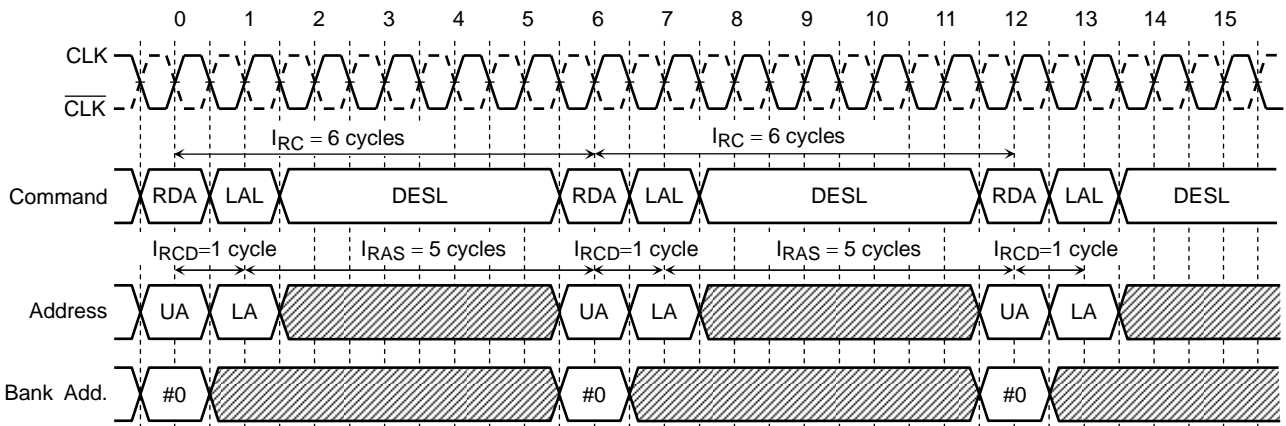 0 1 2 3 4 5 6 7 8 9 10 11 12 13 14 15
CLK
CLK
IRC = 6 cycles IRC = 6 cycles
Command RDA LAL DESL RDA LAL DESL RDA LAL DESL
IRCD=1 cycle IRAS = 5 cycles IRCD=1 cycle IRAS = 5 cycles IRCD=1 cycle
Address UA LA UA LA UA LA
Bank Add. #0 #0 #0